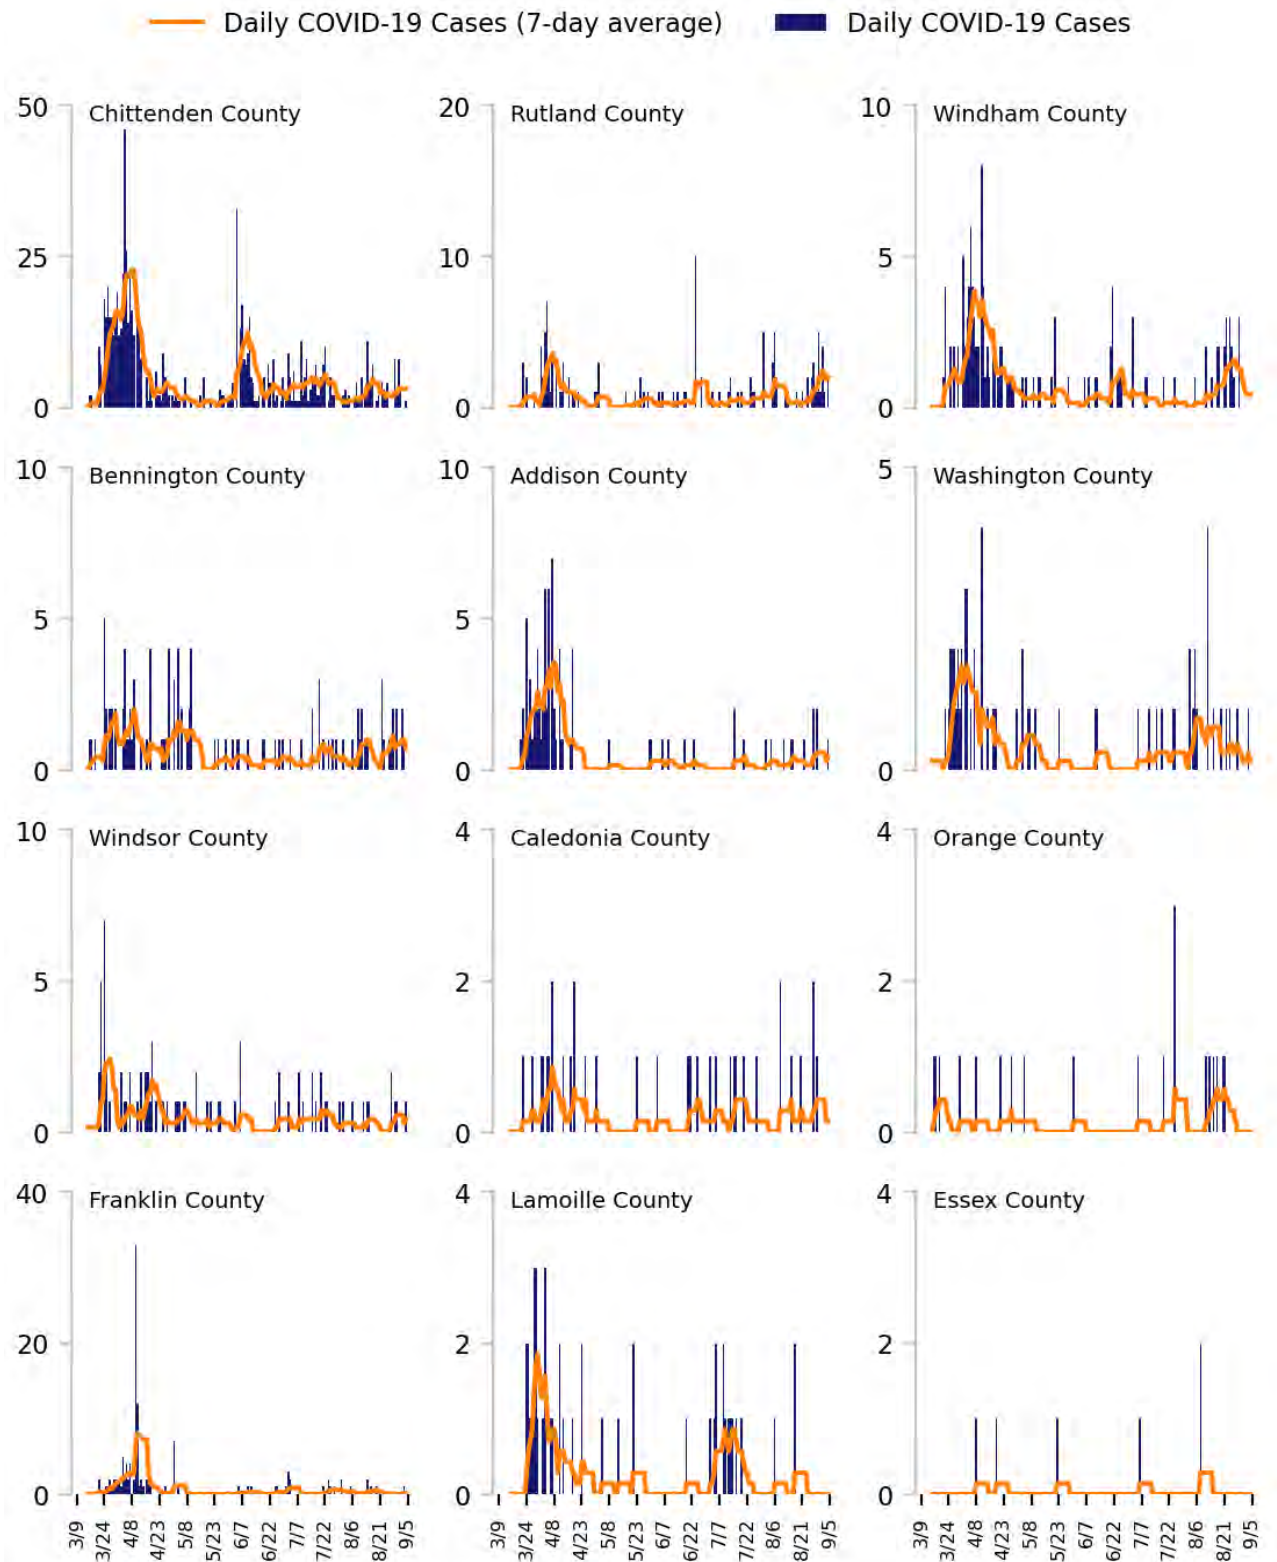 Daily COVID-19 Cases (7-day average) Daily COVID-19 Cases
50 Chittenden County 20 Rutland County 10 Windham County
25 10 5
0 0 0
10 Bennington County 10 Addison County 5 Washington County
5 5
0 0 0
10 Windsor County 4 Caledonia County 4 Orange County
5 2 2
0 0 0
40 Franklin County 4 Lamoille County 4 Essex County
20 2 2
0 0 0
3/9 3/24 4/8 4/23 5/8 5/23 6/7 6/22 7/7 7/22 8/6 8/21 9/5 3/9 3/24 4/8 4/23 5/8 5/23 6/7 6/22 7/7 7/22 8/6 8/21 9/5 3/9 3/24 4/8 4/23 5/8 5/23 6/7 6/22 7/7 7/22 8/6 8/21 9/5